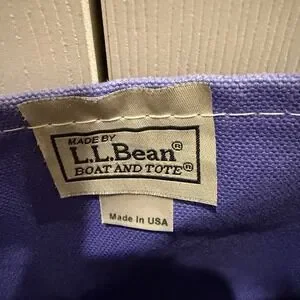 MADE BY
L.L.Bean®
BOAT AND TOTE®
Made in USA